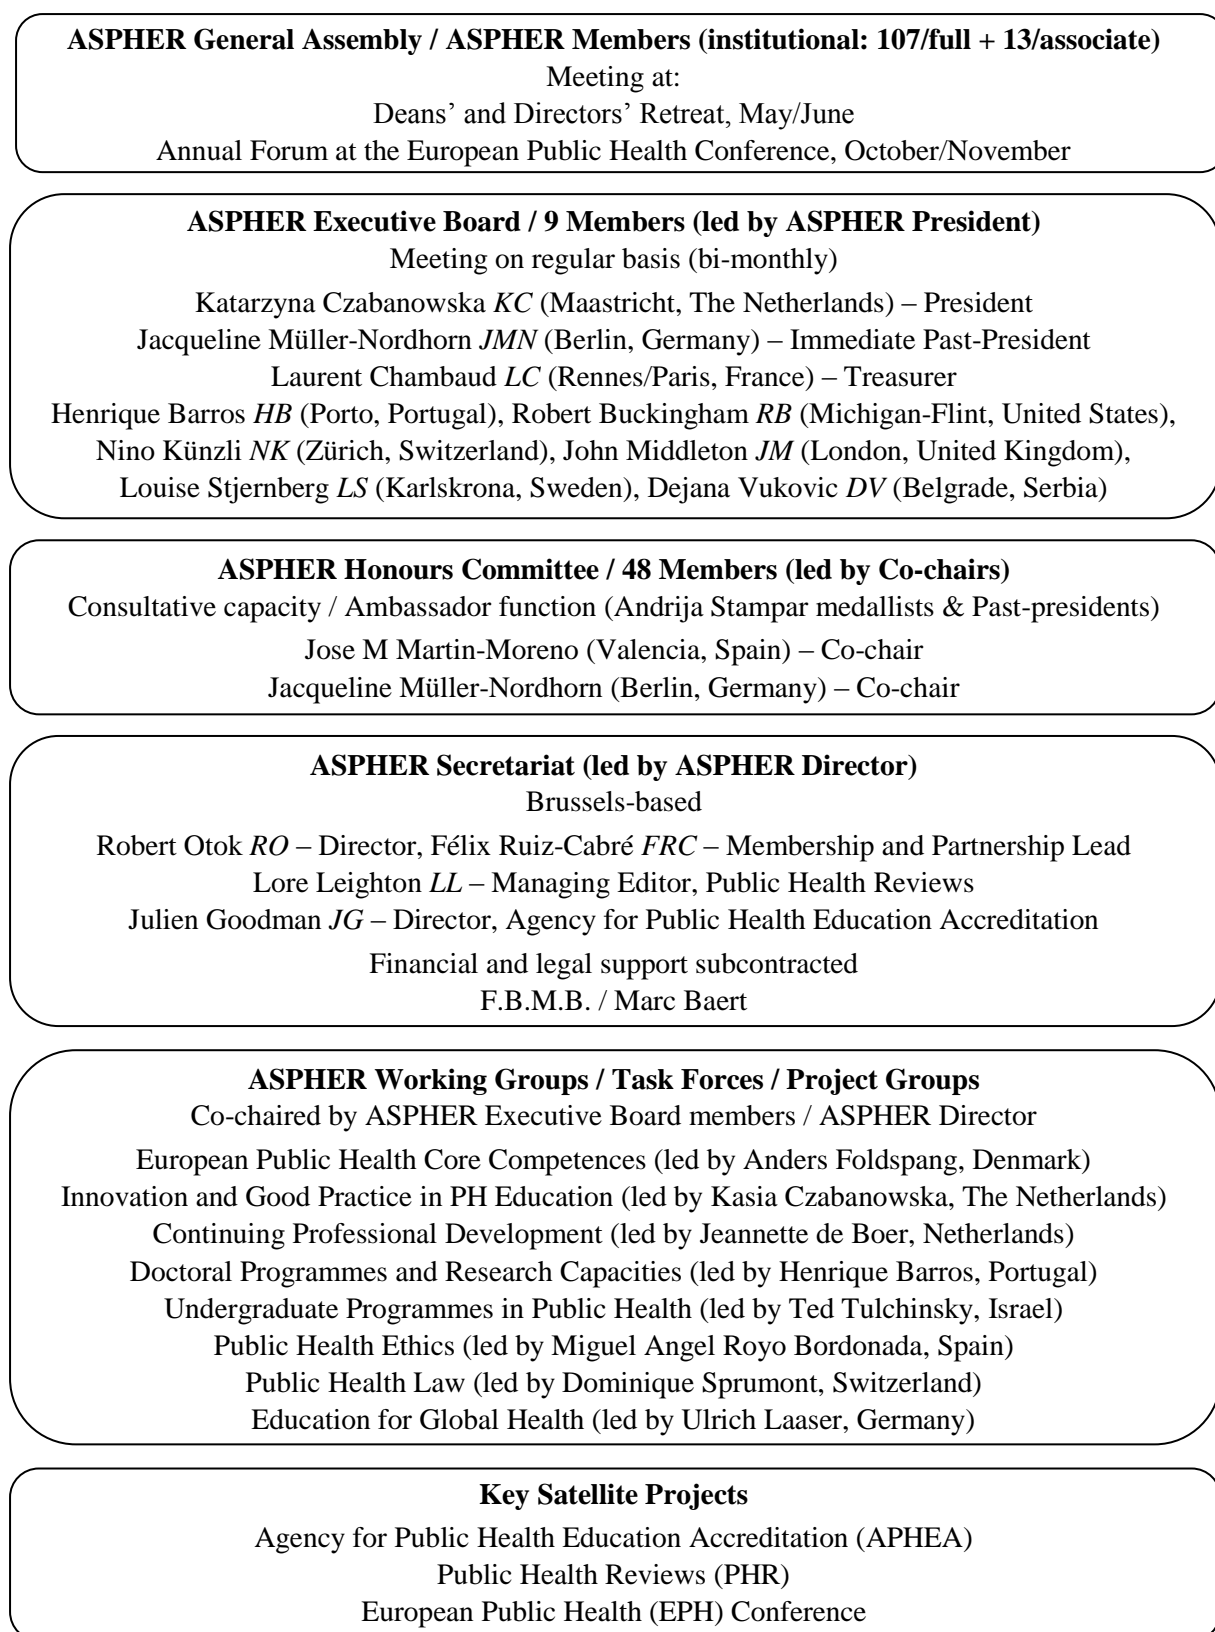 ASPHER General Assembly / ASPHER Members (institutional: 107/full + 13/associate)
Meeting at:
Deans’ and Directors’ Retreat, May/June
Annual Forum at the European Public Health Conference, October/November
ASPHER Executive Board / 9 Members (led by ASPHER President)
Meeting on regular basis (bi-monthly)
Katarzyna Czabanowska KC (Maastricht, The Netherlands) – President
Jacqueline Müller-Nordhorn JMN (Berlin, Germany) – Immediate Past-President
Laurent Chambaud LC (Rennes/Paris, France) – Treasurer
Henrique Barros HB (Porto, Portugal), Robert Buckingham RB (Michigan-Flint, United States),
Nino Künzli NK (Zürich, Switzerland), John Middleton JM (London, United Kingdom),
Louise Stjernberg LS (Karlskrona, Sweden), Dejana Vukovic DV (Belgrade, Serbia)
ASPHER Honours Committee / 48 Members (led by Co-chairs)
Consultative capacity / Ambassador function (Andrija Stampar medallists & Past-presidents)
Jose M Martin-Moreno (Valencia, Spain) – Co-chair
Jacqueline Müller-Nordhorn (Berlin, Germany) – Co-chair
ASPHER Secretariat (led by ASPHER Director)
Brussels-based
Robert Otok RO – Director, Félix Ruiz-Cabré FRC – Membership and Partnership Lead
Lore Leighton LL – Managing Editor, Public Health Reviews
Julien Goodman JG – Director, Agency for Public Health Education Accreditation
Financial and legal support subcontracted
F.B.M.B. / Marc Baert
ASPHER Working Groups / Task Forces / Project Groups
Co-chaired by ASPHER Executive Board members / ASPHER Director
European Public Health Core Competences (led by Anders Foldspang, Denmark)
Innovation and Good Practice in PH Education (led by Kasia Czabanowska, The Netherlands)
Continuing Professional Development (led by Jeannette de Boer, Netherlands)
Doctoral Programmes and Research Capacities (led by Henrique Barros, Portugal)
Undergraduate Programmes in Public Health (led by Ted Tulchinsky, Israel)
Public Health Ethics (led by Miguel Angel Royo Bordonada, Spain)
Public Health Law (led by Dominique Sprumont, Switzerland)
Education for Global Health (led by Ulrich Laaser, Germany)
Key Satellite Projects
Agency for Public Health Education Accreditation (APHEA)
Public Health Reviews (PHR)
European Public Health (EPH) Conference